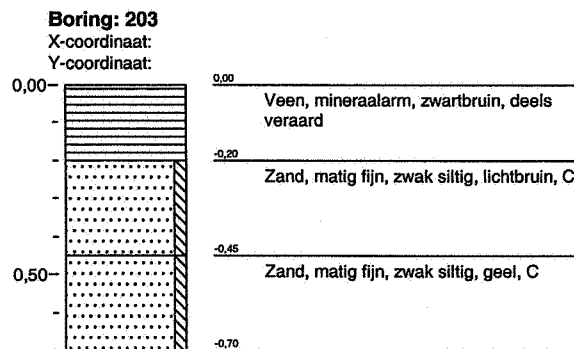 Boring: 203
X-coordinaat:
Y-coordinaat:
0,00
0,00
Veen, mineraalarm, zwartbruin, deels
veraard
-0,20
Zand, matig fijn, zwak siltig, lichtbruin, C
-0,45
0,50
Zand, matig fijn, zwak siltig, geel, C
-0,70